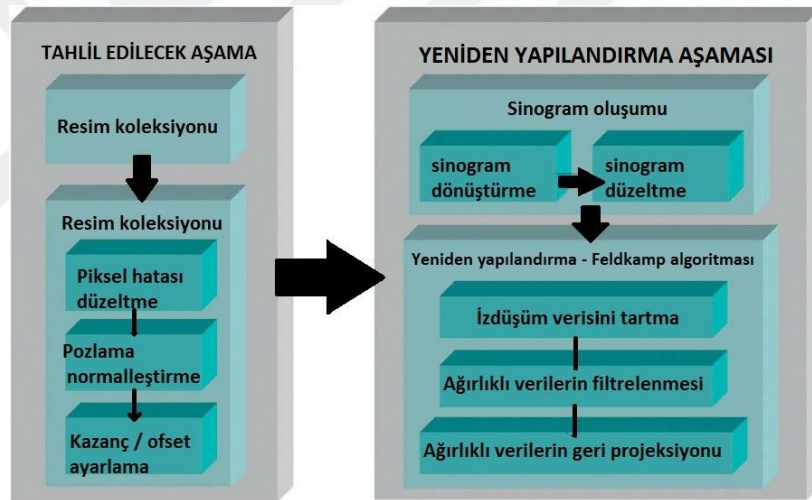 TAHLİL EDİLECEK AŞAMA
Resim koleksiyonu
Resim koleksiyonu
Piksel hatası
düzeltme
Pozlama
normalleştirme
Kazanç / ofset
ayarlama
YENİDEN YAPILANDIRMA AŞAMASI
Sinogram oluşumu
sinogram
dönüştürme
sinogram
düzeltme
Yeniden yapılandırma - Feldkamp algoritması
İzdüşüm verisini tartma
Ağırlıklı verilerin filtrelenmesi
Ağırlıklı verilerin geri projeksiyonu